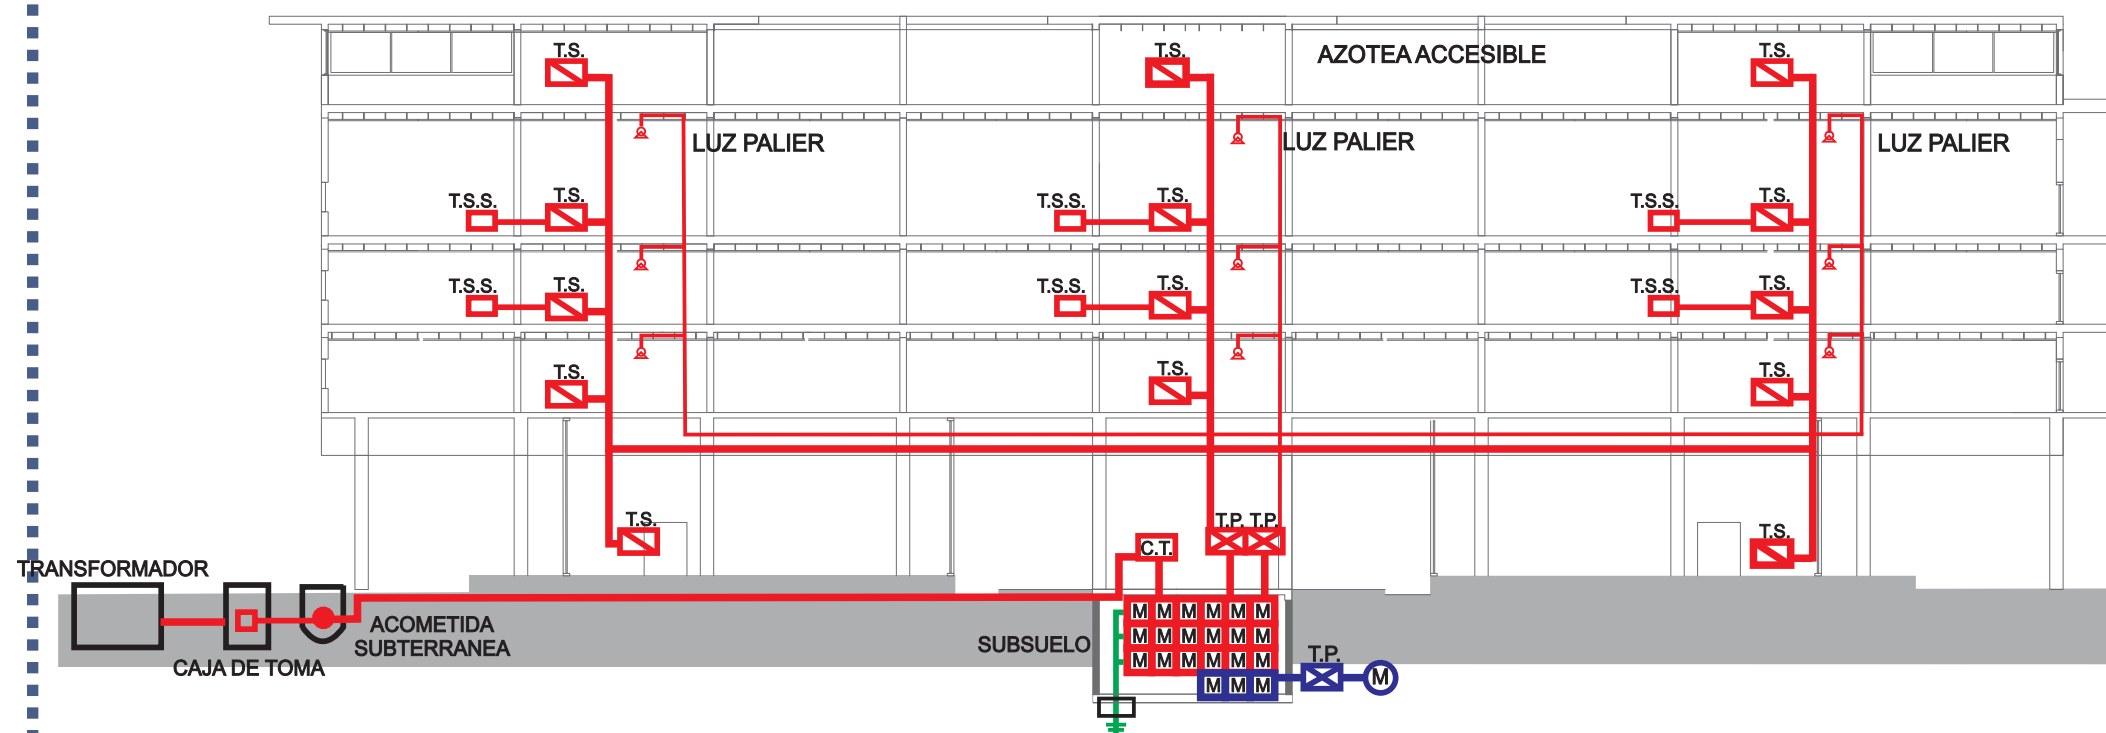 T.S.
T.S.
AZOTEA ACCESIBLE
T.S.
LUZ PALIER
LUZ PALIER
LUZ PALIER
T.S.S.
T.S.
T.S.S.
T.S.
T.S.S.
T.S.
T.S.S.
T.S.
T.S.S.
T.S.
T.S.S.
T.S.
T.S.
T.S.
T.S.
T.S.
T.P. T.P.
T.S.
C.T.
TRANSFORMADOR
CAJA DE TOMA
ACOMETIDA
SUBTERRANEA
SUBSUELO
M M M M M M
M M M M M M
M M M M M M
M M M
T.P.
M